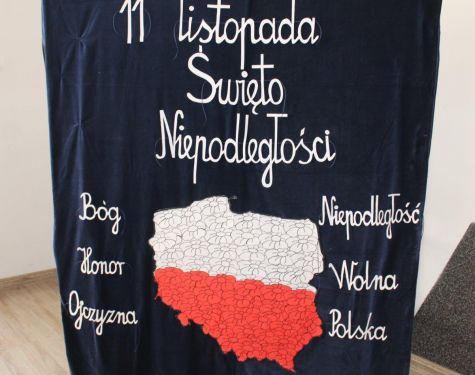 11 listopada
Święto
Niepodległości
Bóg
Honor
Ojczyzna
Niepodległość
Wolna
Polska